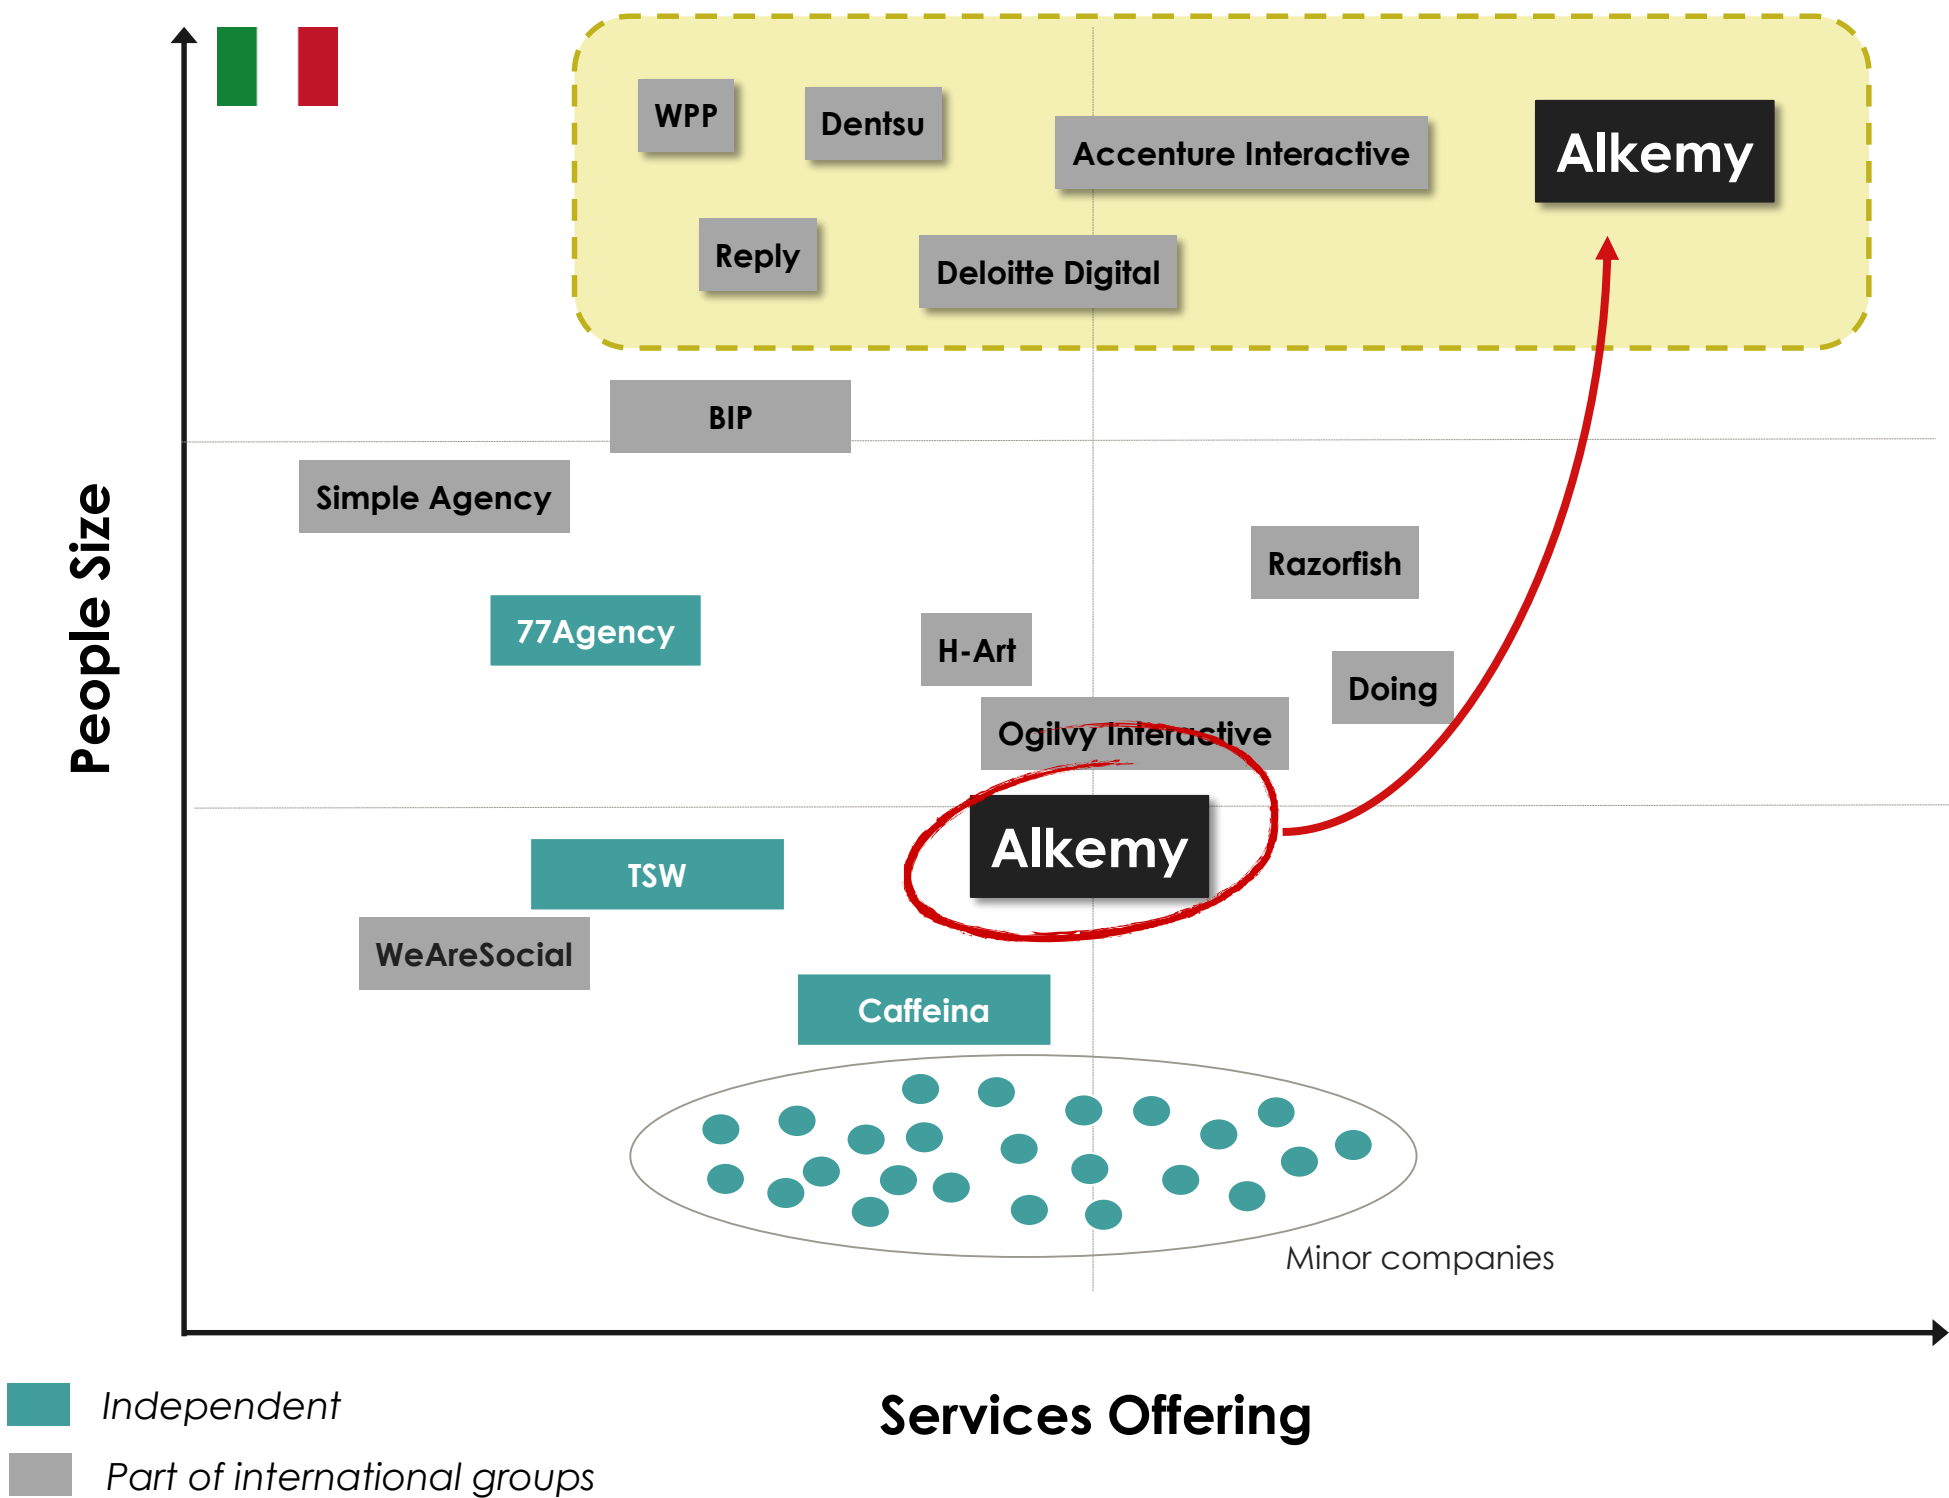 WPP
Dentsu
Accenture Interactive
Alkemy
Reply
Deloitte Digital
BIP
Simple Agency
Razorfish
77Agency
H-Art
Doing
Ogilvy Interactive
Alkemy
TSW
WeAreSocial
Caffeina
Minor companies
People Size
Services Offering
Independent
Part of international groups